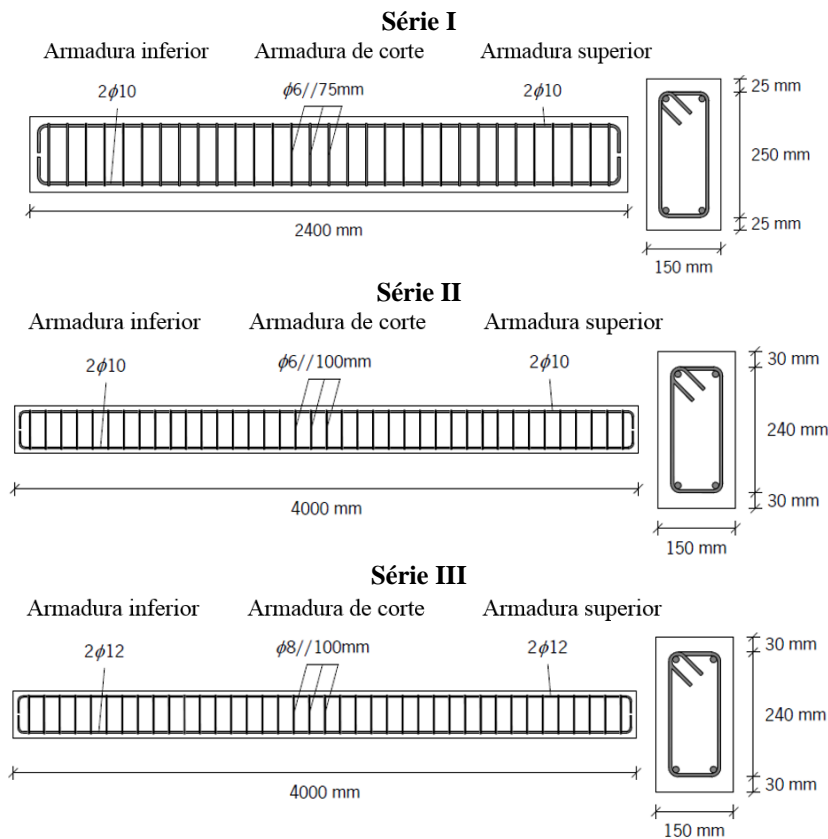 Série I
Armadura inferior Armadura de corte Armadura superior
2ϕ10 ϕ6//75mm 2ϕ10
25 mm
250 mm
25 mm
2400 mm
150 mm
Série II
Armadura inferior Armadura de corte Armadura superior
2ϕ10 ϕ6//100mm 2ϕ10
30 mm
240 mm
30 mm
4000 mm
150 mm
Série III
Armadura inferior Armadura de corte Armadura superior
2ϕ12 ϕ8//100mm 2ϕ12
30 mm
240 mm
30 mm
4000 mm
150 mm